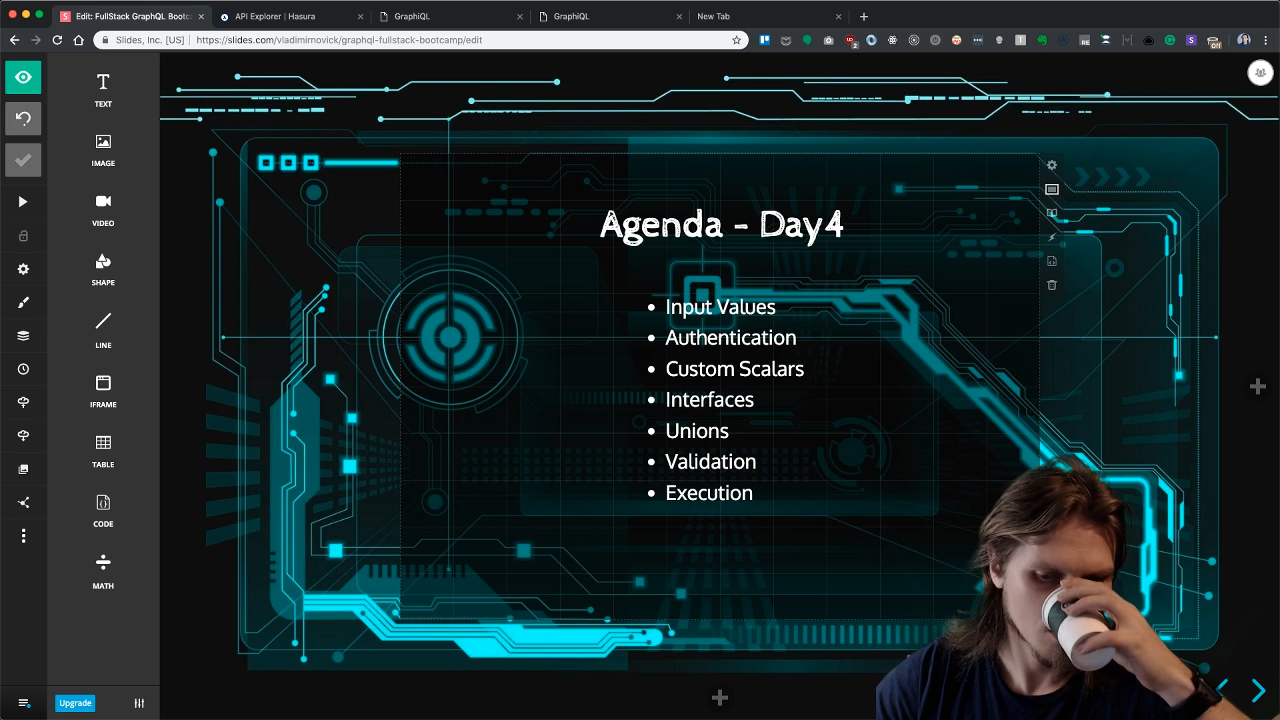 Edit: FullStack GraphQL Bootc
API Explorer | Hasura
GraphiQL
GraphiQL
New Tab
Slides, Inc. [US]
https://slides.com/vladimirnovick/graphql-fullstack-bootcamp/edit
TEXT
IMAGE
VIDEO
SHAPE
LINE
IFRAME
TABLE
CODE
MATH
Upgrade
Agenda - Day4
• Input Values
• Authentication
• Custom Scalars
• Interfaces
• Unions
• Validation
• Execution